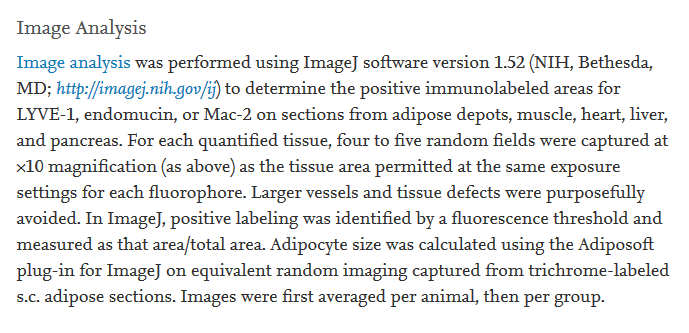 Image Analysis
Image analysis was performed using ImageJ software version 1.52 (NIH, Bethesda,
MD; http://imagej.nih.gov/ij) to determine the positive immunolabeled areas for
LYVE-1, endomucin, or Mac-2 on sections from adipose depots, muscle, heart, liver,
and pancreas. For each quantified tissue, four to five random fields were captured at
×10 magnification (as above) as the tissue area permitted at the same exposure
settings for each fluorophore. Larger vessels and tissue defects were purposefully
avoided. In ImageJ, positive labeling was identified by a fluorescence threshold and
measured as that area/total area. Adipocyte size was calculated using the Adiposoft
plug-in for ImageJ on equivalent random imaging captured from trichrome-labeled
s.c. adipose sections. Images were first averaged per animal, then per group.